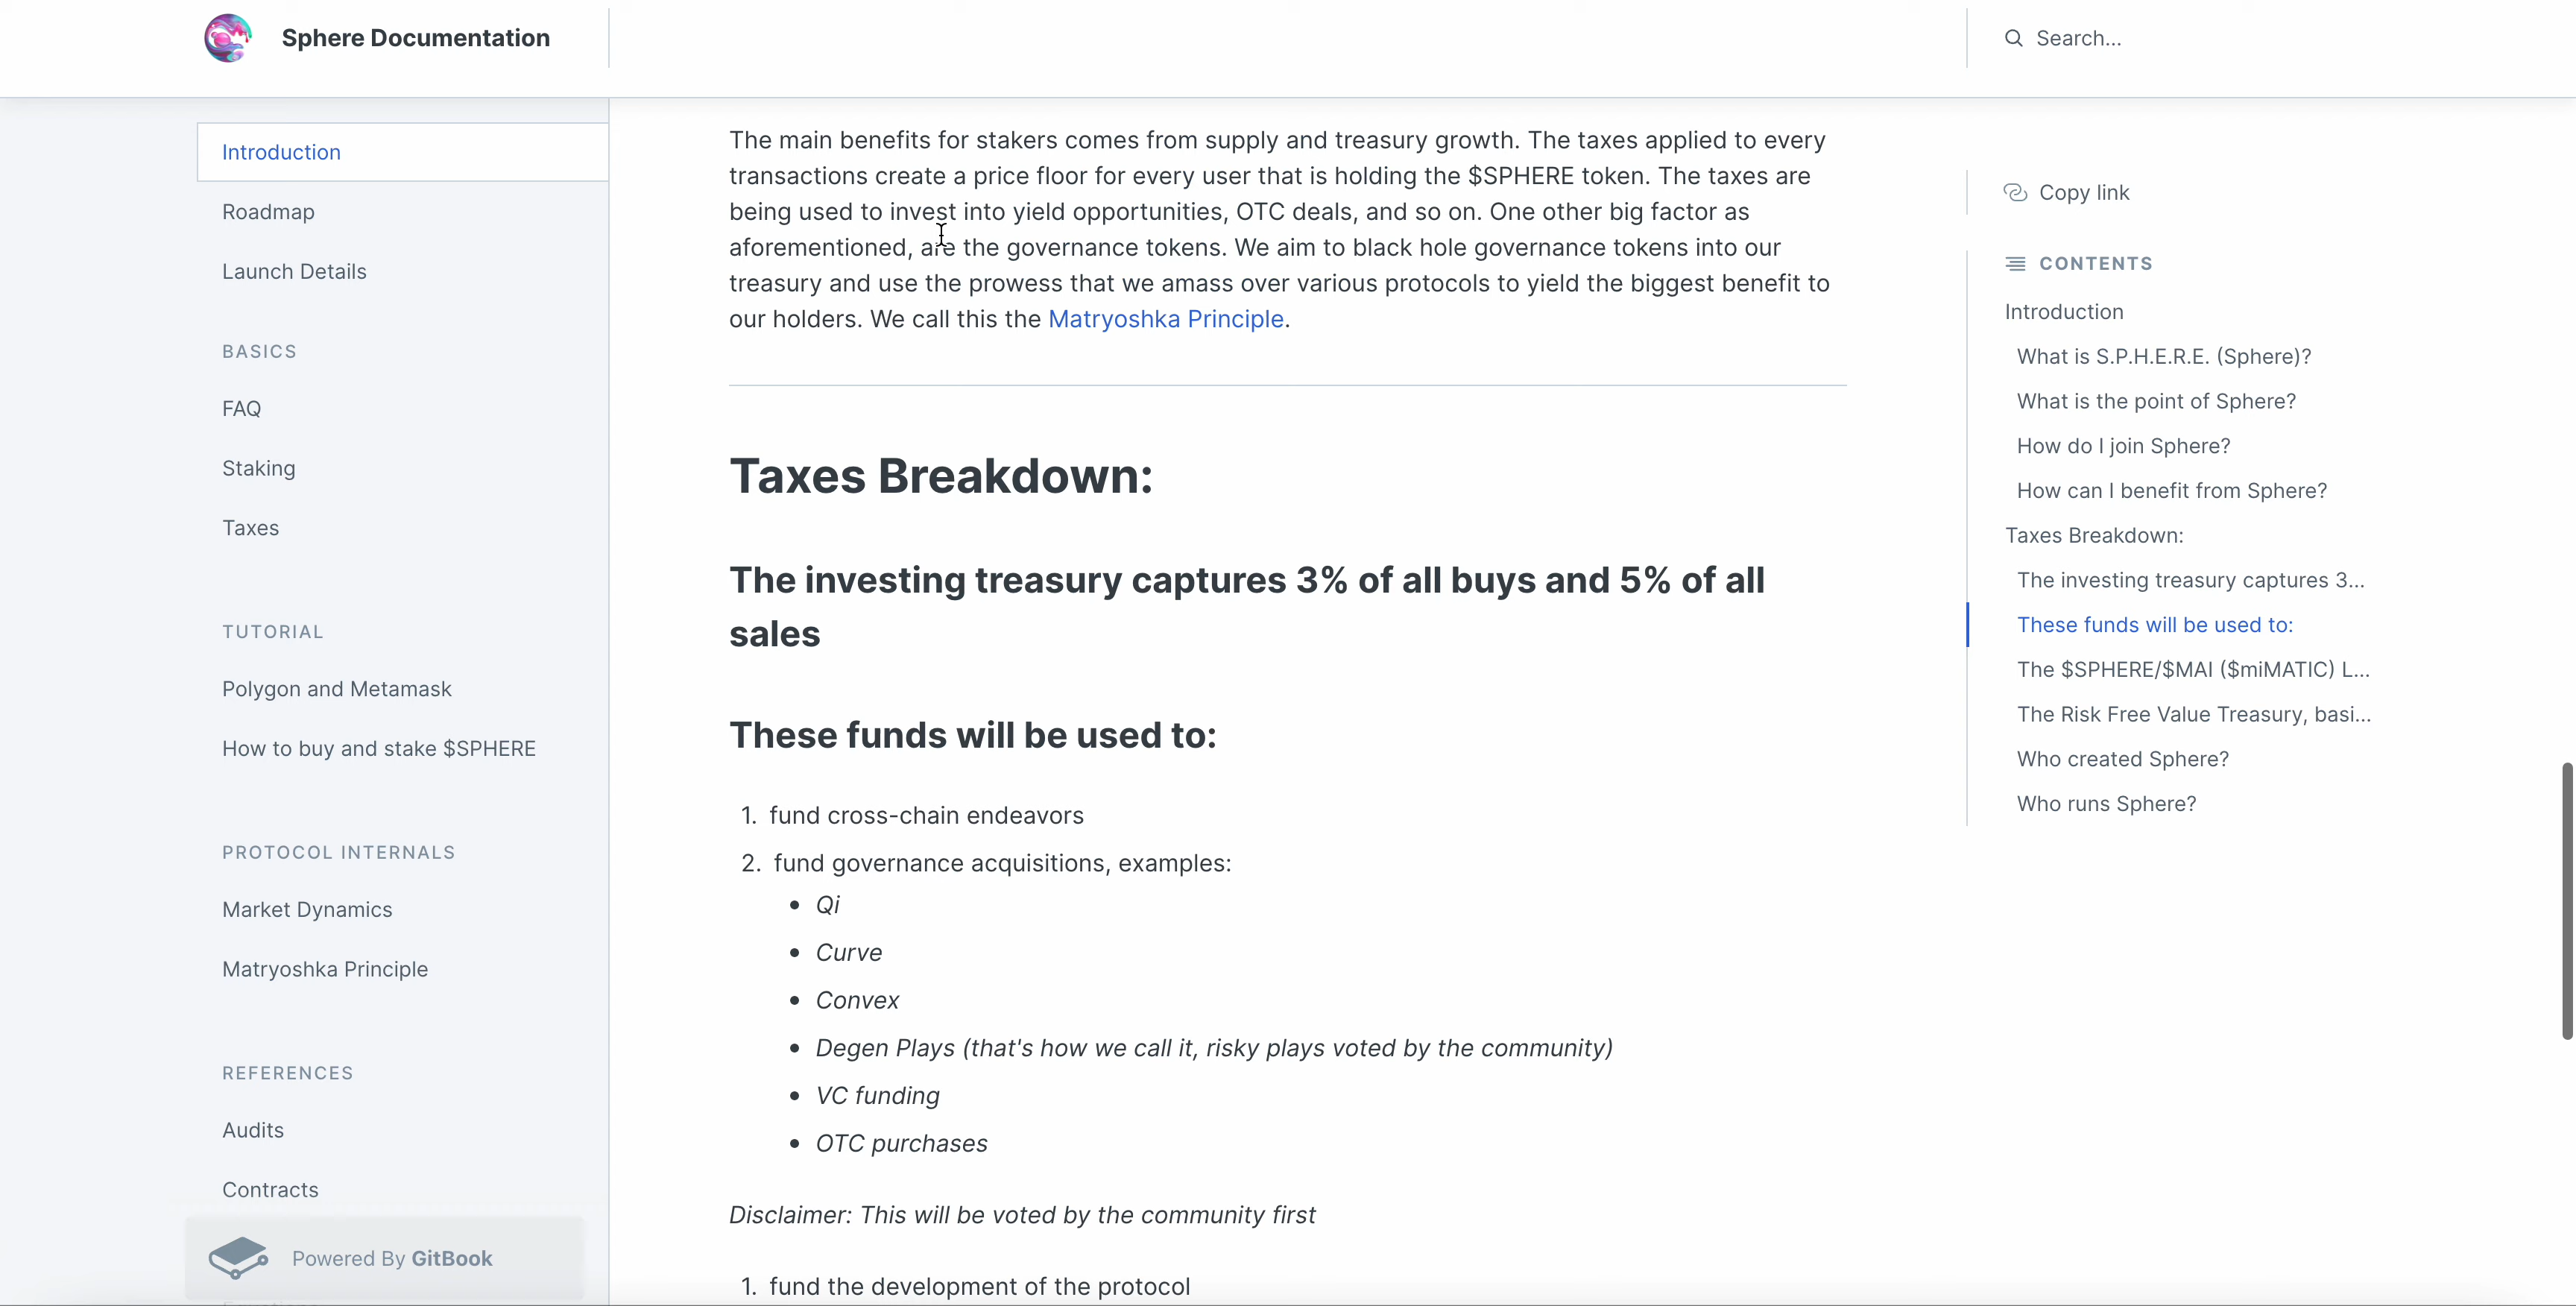 Sphere Documentation
Search...
Introduction
Roadmap
Launch Details
BASICS
FAQ
Staking
Taxes
TUTORIAL
Polygon and Metamask
How to buy and stake $SPHERE
PROTOCOL INTERNALS
Market Dynamics
Matryoshka Principle
REFERENCES
Audits
Contracts
Powered By GitBook
The main benefits for stakers comes from supply and treasury growth. The taxes applied to every
transactions create a price floor for every user that is holding the $SPHERE token. The taxes are
being used to invest into yield opportunities, OTC deals, and so on. One other big factor as
aforementioned, are the governance tokens. We aim to black hole governance tokens into our
treasury and use the prowess that we amass over various protocols to yield the biggest benefit to
our holders. We call this the Matryoshka Principle.
Taxes Breakdown:
The investing treasury captures 3% of all buys and 5% of all
sales
These funds will be used to:
1. fund cross-chain endeavors
2. fund governance acquisitions, examples:
• Qi
• Curve
• Convex
• Degen Plays (that's how we call it, risky plays voted by the community)
• VC funding
• OTC purchases
Disclaimer: This will be voted by the community first
1. fund the development of the protocol
Copy link
CONTENTS
Introduction
What is S.P.H.E.R.E. (Sphere)?
What is the point of Sphere?
How do I join Sphere?
How can I benefit from Sphere?
Taxes Breakdown:
The investing treasury captures 3...
These funds will be used to:
The $SPHERE/$MAI ($miMATIC) L...
The Risk Free Value Treasury, basi...
Who created Sphere?
Who runs Sphere?